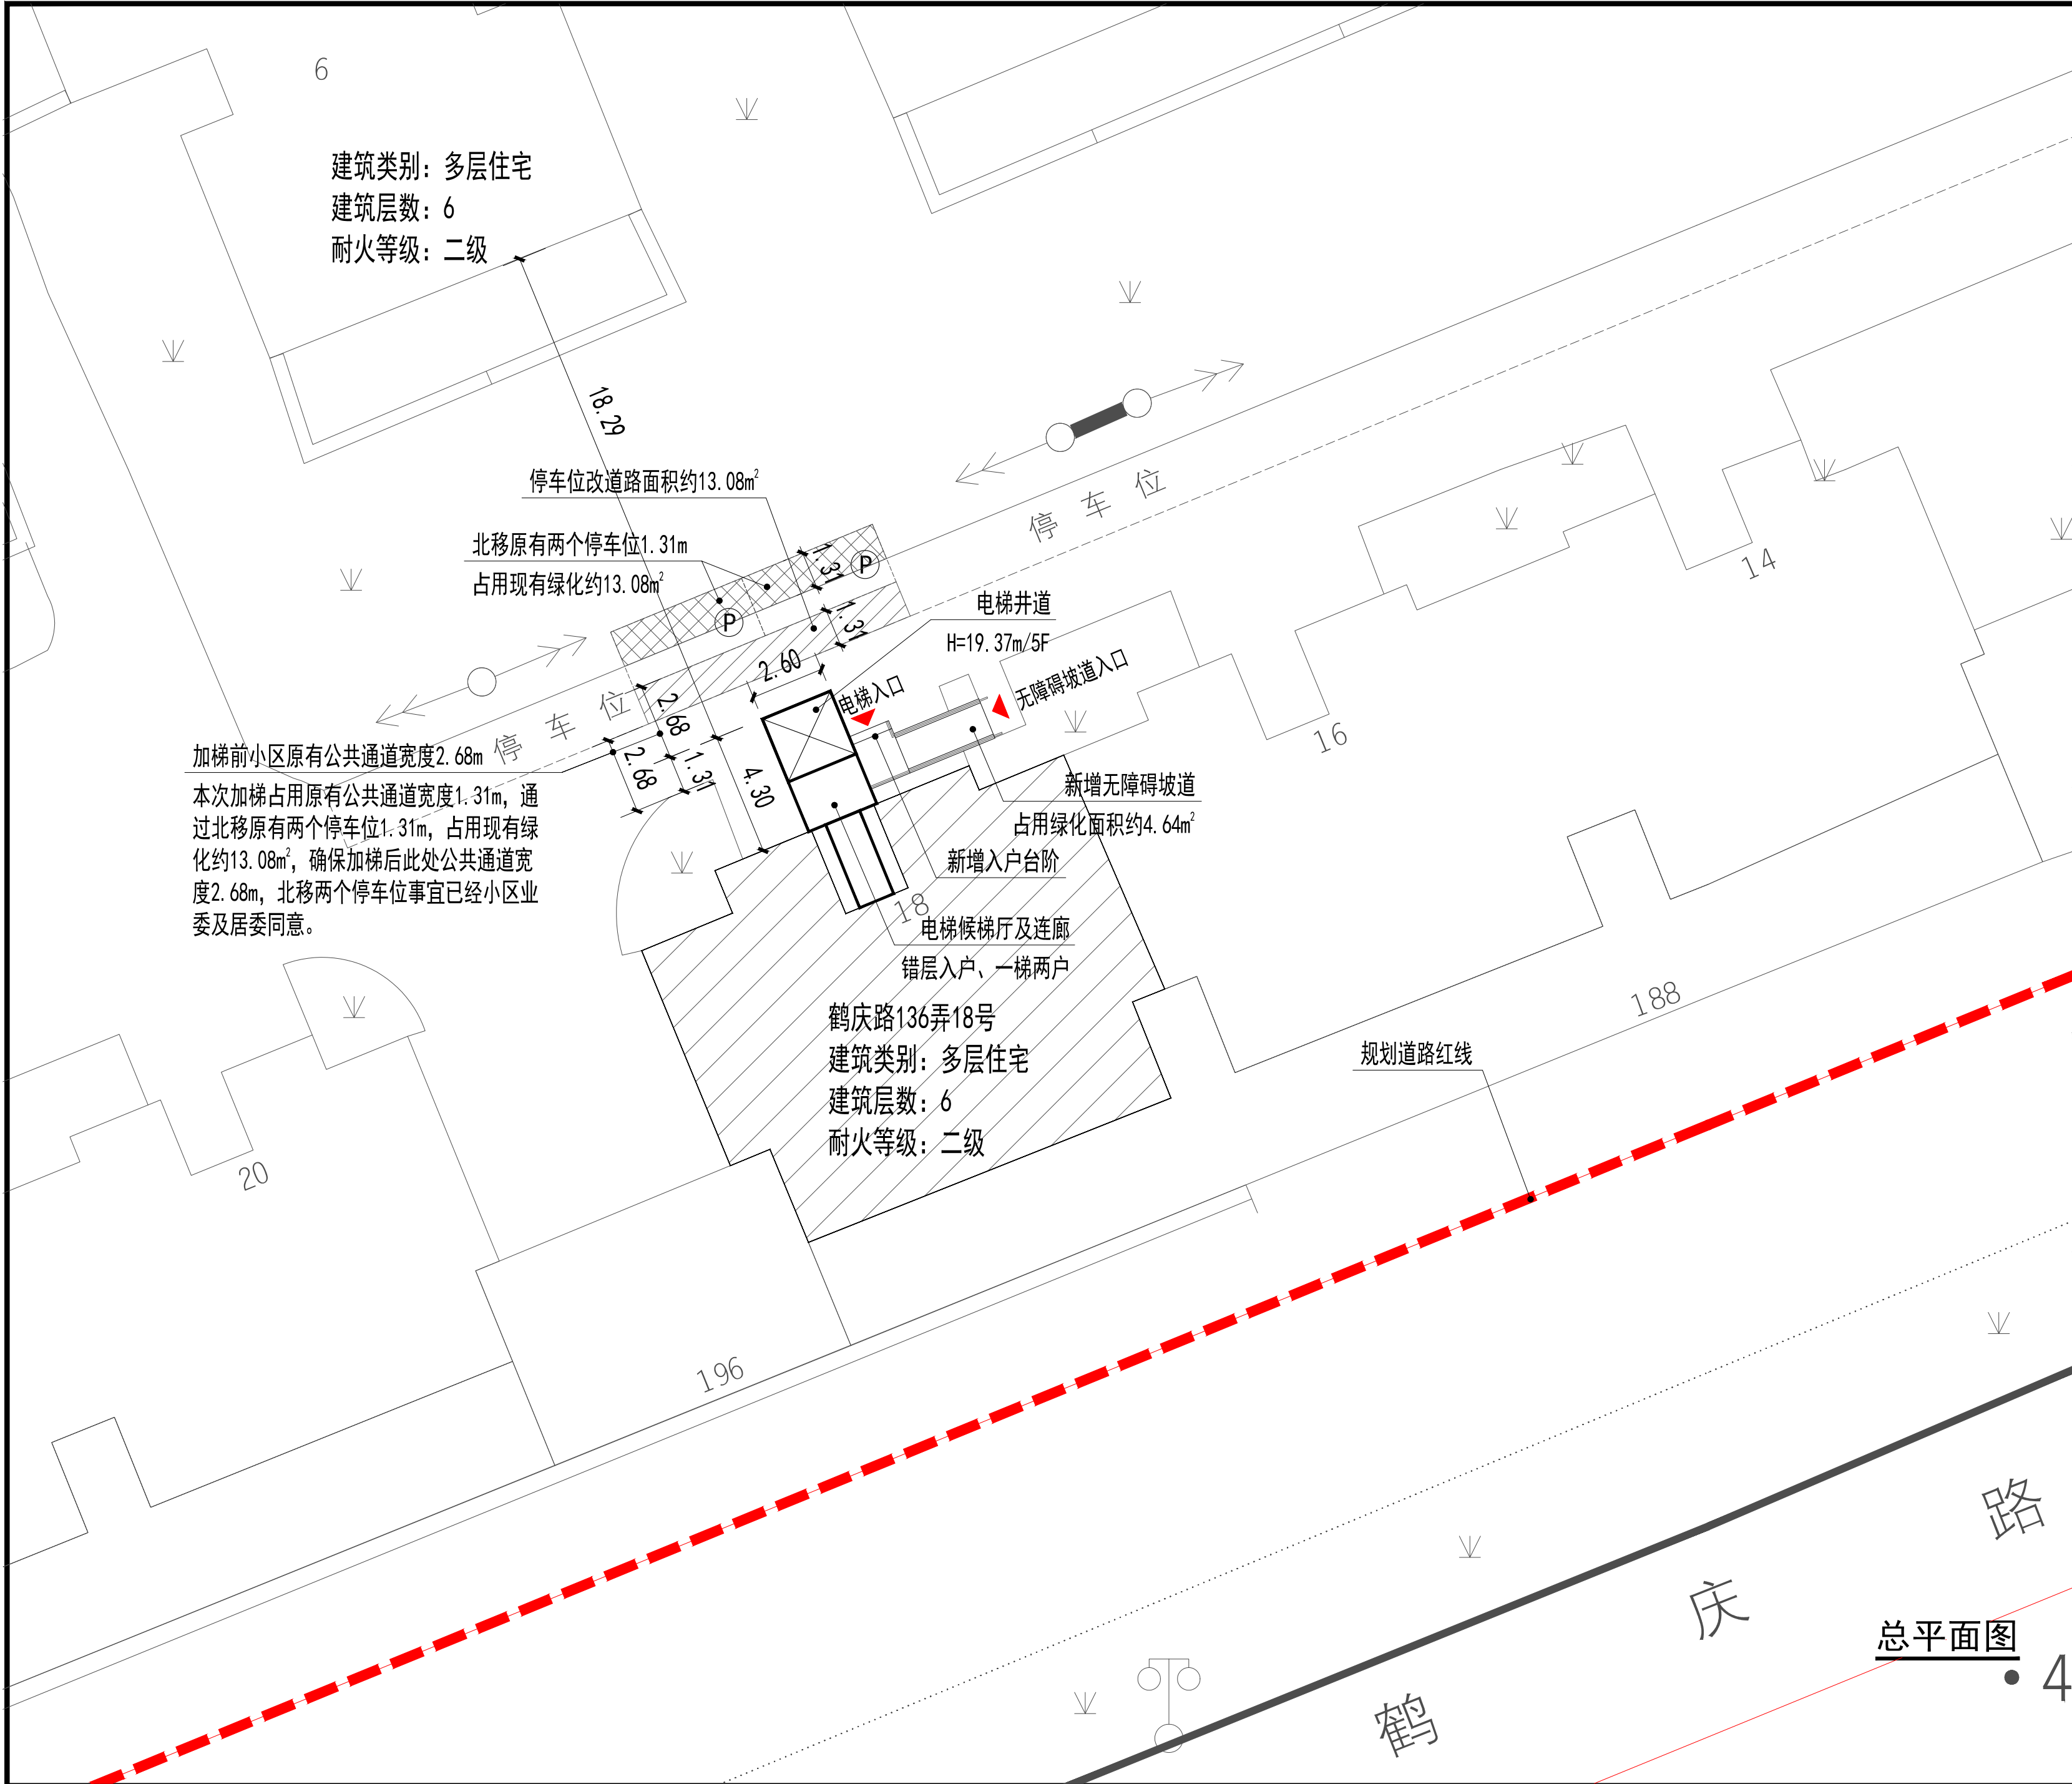 6
建筑类别：多层住宅
建筑层数：6
耐火等级：二级
18.29
停车位改道路面积约13.08m²
北移原有两个停车位1.31m
占用现有绿化约13.08m²
停车位
1.31
P
P
1.31
14
电梯井道
H=19.37m/5F
2.60
电梯入口
无障碍坡道入口
停车位
2.68
16
加梯前小区原有公共通道宽度2.68m
2.68
1.31
4.30
本次加梯占用原有公共通道宽度1.31m，通
过北移原有两个停车位1.31m，占用现有绿
化约13.08m²，确保加梯后此处公共通道宽
度2.68m，北移两个停车位事宜已经小区业
委及居委同意。
新增无障碍坡道
占用绿化面积约4.64m²
新增入户台阶
18
电梯候梯厅及连廊
错层入户、一梯两户
鹤庆路136弄18号
建筑类别：多层住宅
建筑层数：6
耐火等级：二级
188
规划道路红线
20
196
鹤庆路
总平面图
4